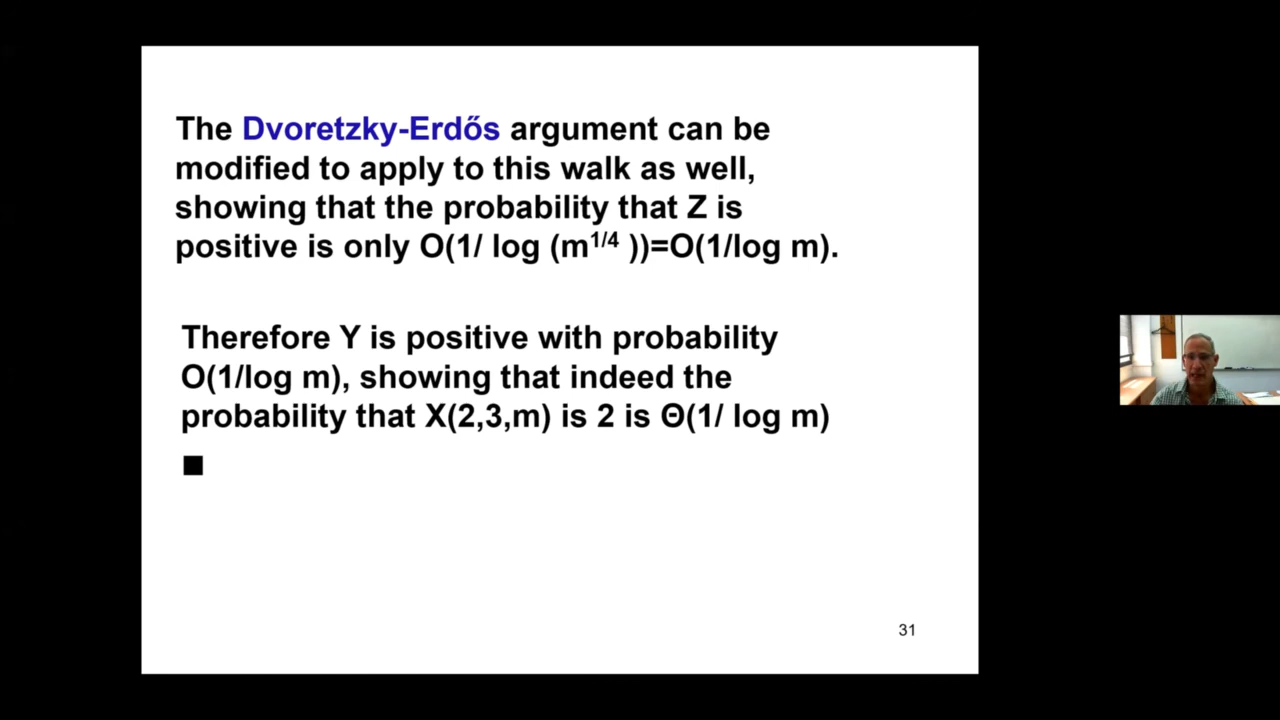 The Dvoretzky-Erdős argument can be
modified to apply to this walk as well,
showing that the probability that Z is
positive is only O(1/ log (m^1/4 ))=O(1/log m).
Therefore Y is positive with probability
O(1/log m), showing that indeed the
probability that X(2,3,m) is 2 is Θ(1/ log m)
■
31